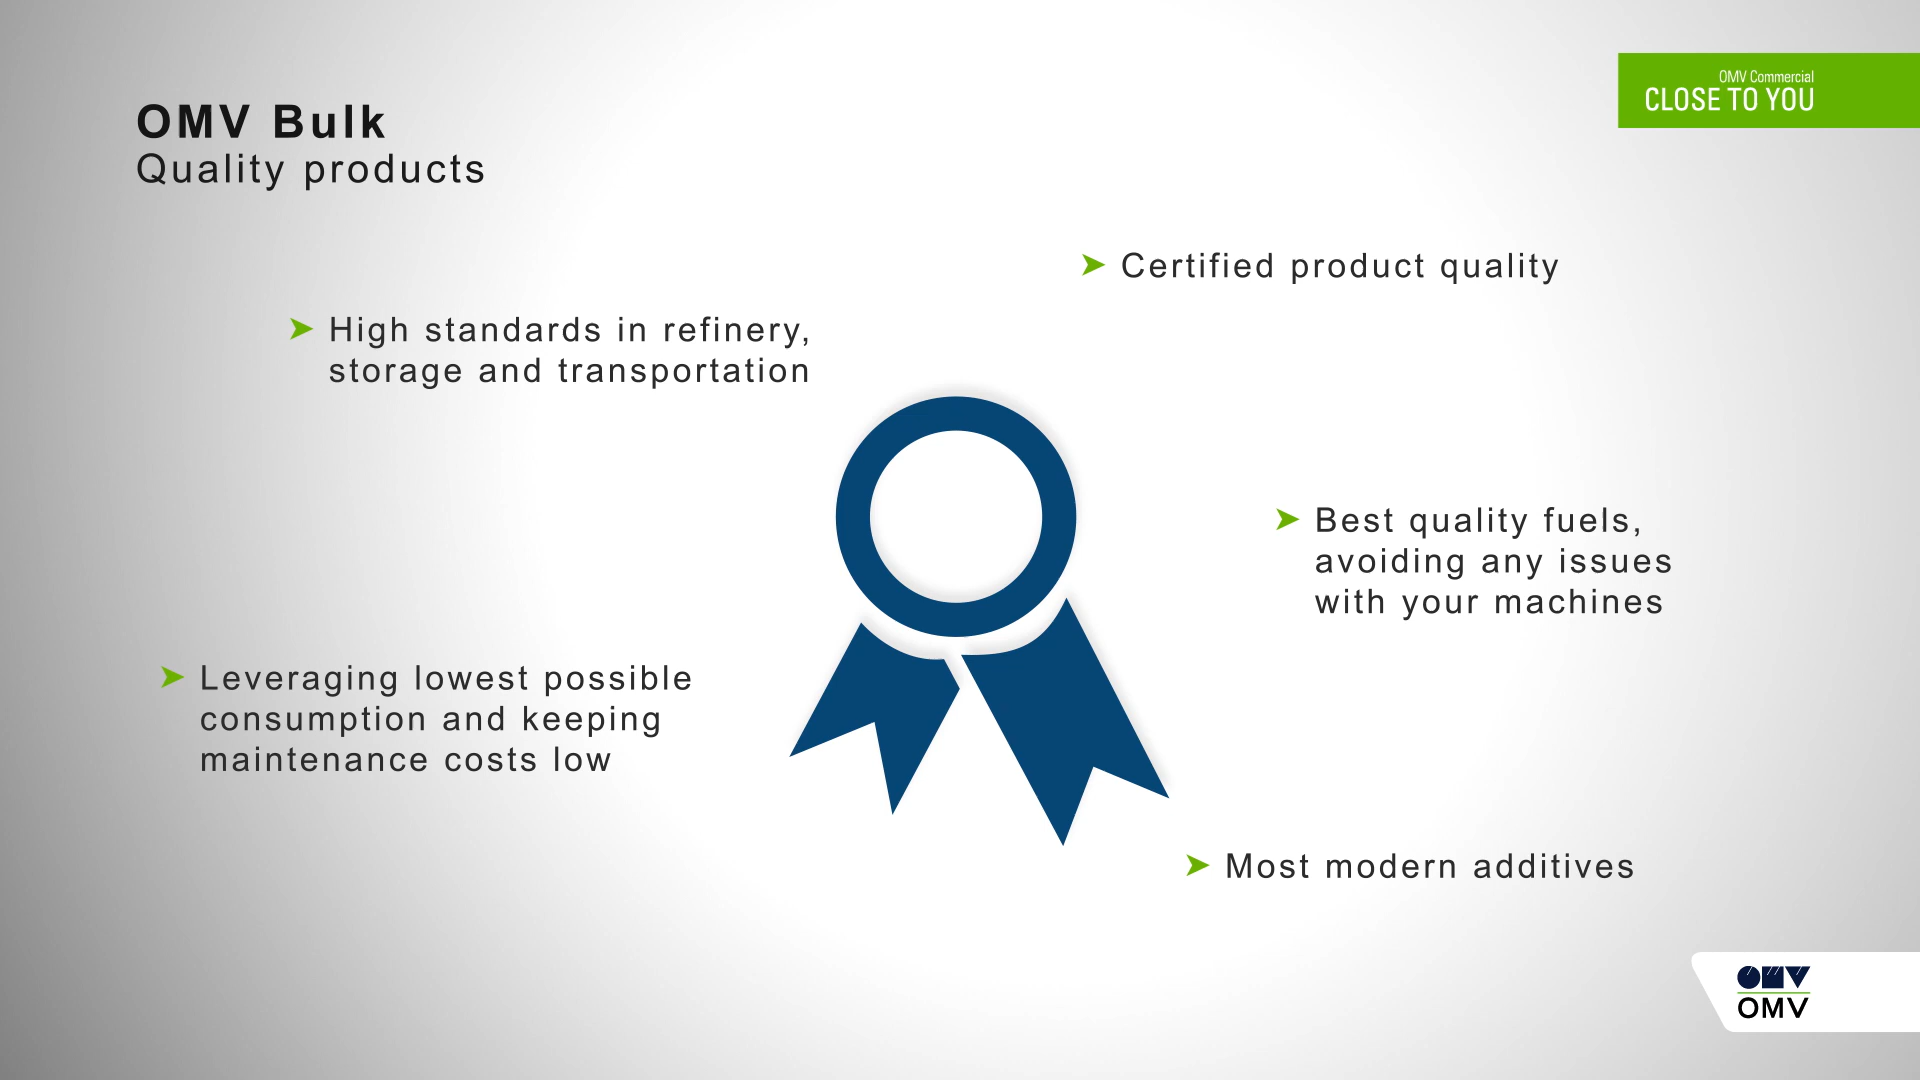 OMV Commercial
CLOSE TO YOU
OMV Bulk
Quality products
Certified product quality
High standards in refinery,
storage and transportation
Best quality fuels,
avoiding any issues
with your machines
Leveraging lowest possible
consumption and keeping
maintenance costs low
Most modern additives
OMV
OMV